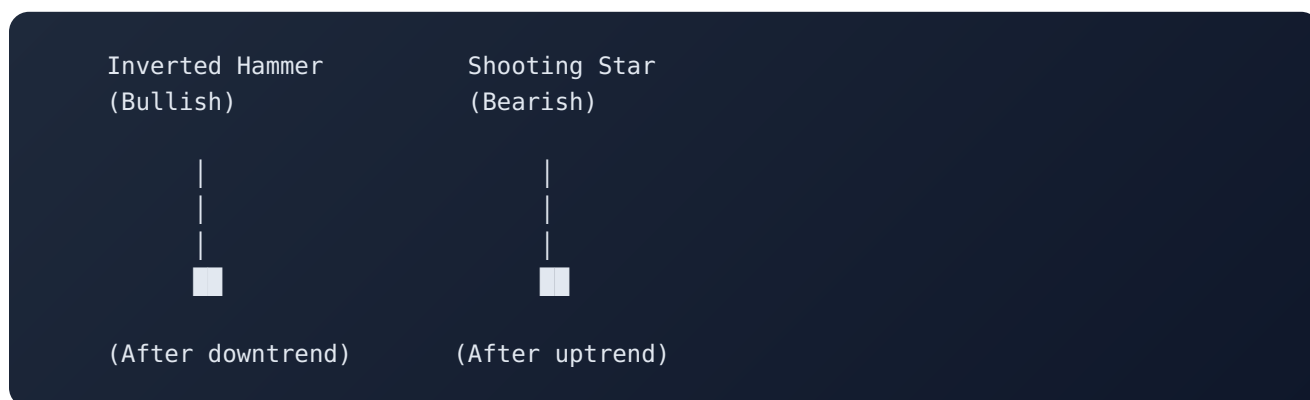 Inverted Hammer          Shooting Star
(Bullish)                (Bearish)
|                       |
|                       |
|                       |
██                      ██
(After downtrend)       (After uptrend)